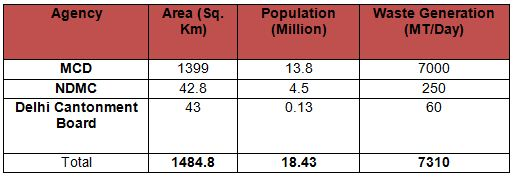 Agency Area (Sq. Km) Population (Million) Waste Generation (MT/Day)
MCD 1399 13.8 7000
NDMC 42.8 4.5 250
Delhi Cantonment Board 43 0.13 60
Total 1484.8 18.43 7310